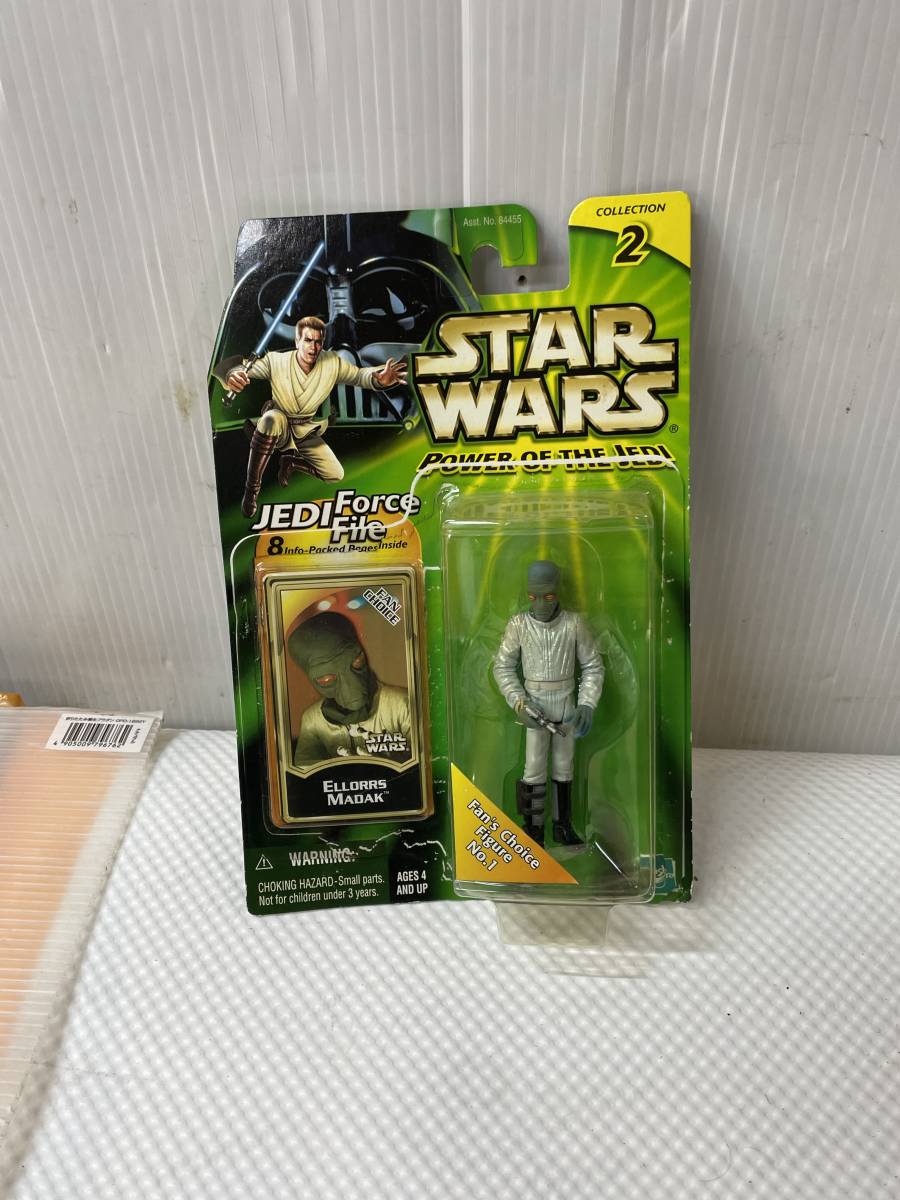 Asst. No. 84455
COLLECTION
2
STAR
WARS®
POWER OF THE JEDI
JEDI Force
File
8 Info-Packed Pages Inside
FAN
CHOICE
STAR
WARS
ELLORRS
MADAK™
Fan's Choice
Figure
No. 1
WARNING:
CHOKING HAZARD-Small parts.
Not for children under 3 years.
AGES 4
AND UP